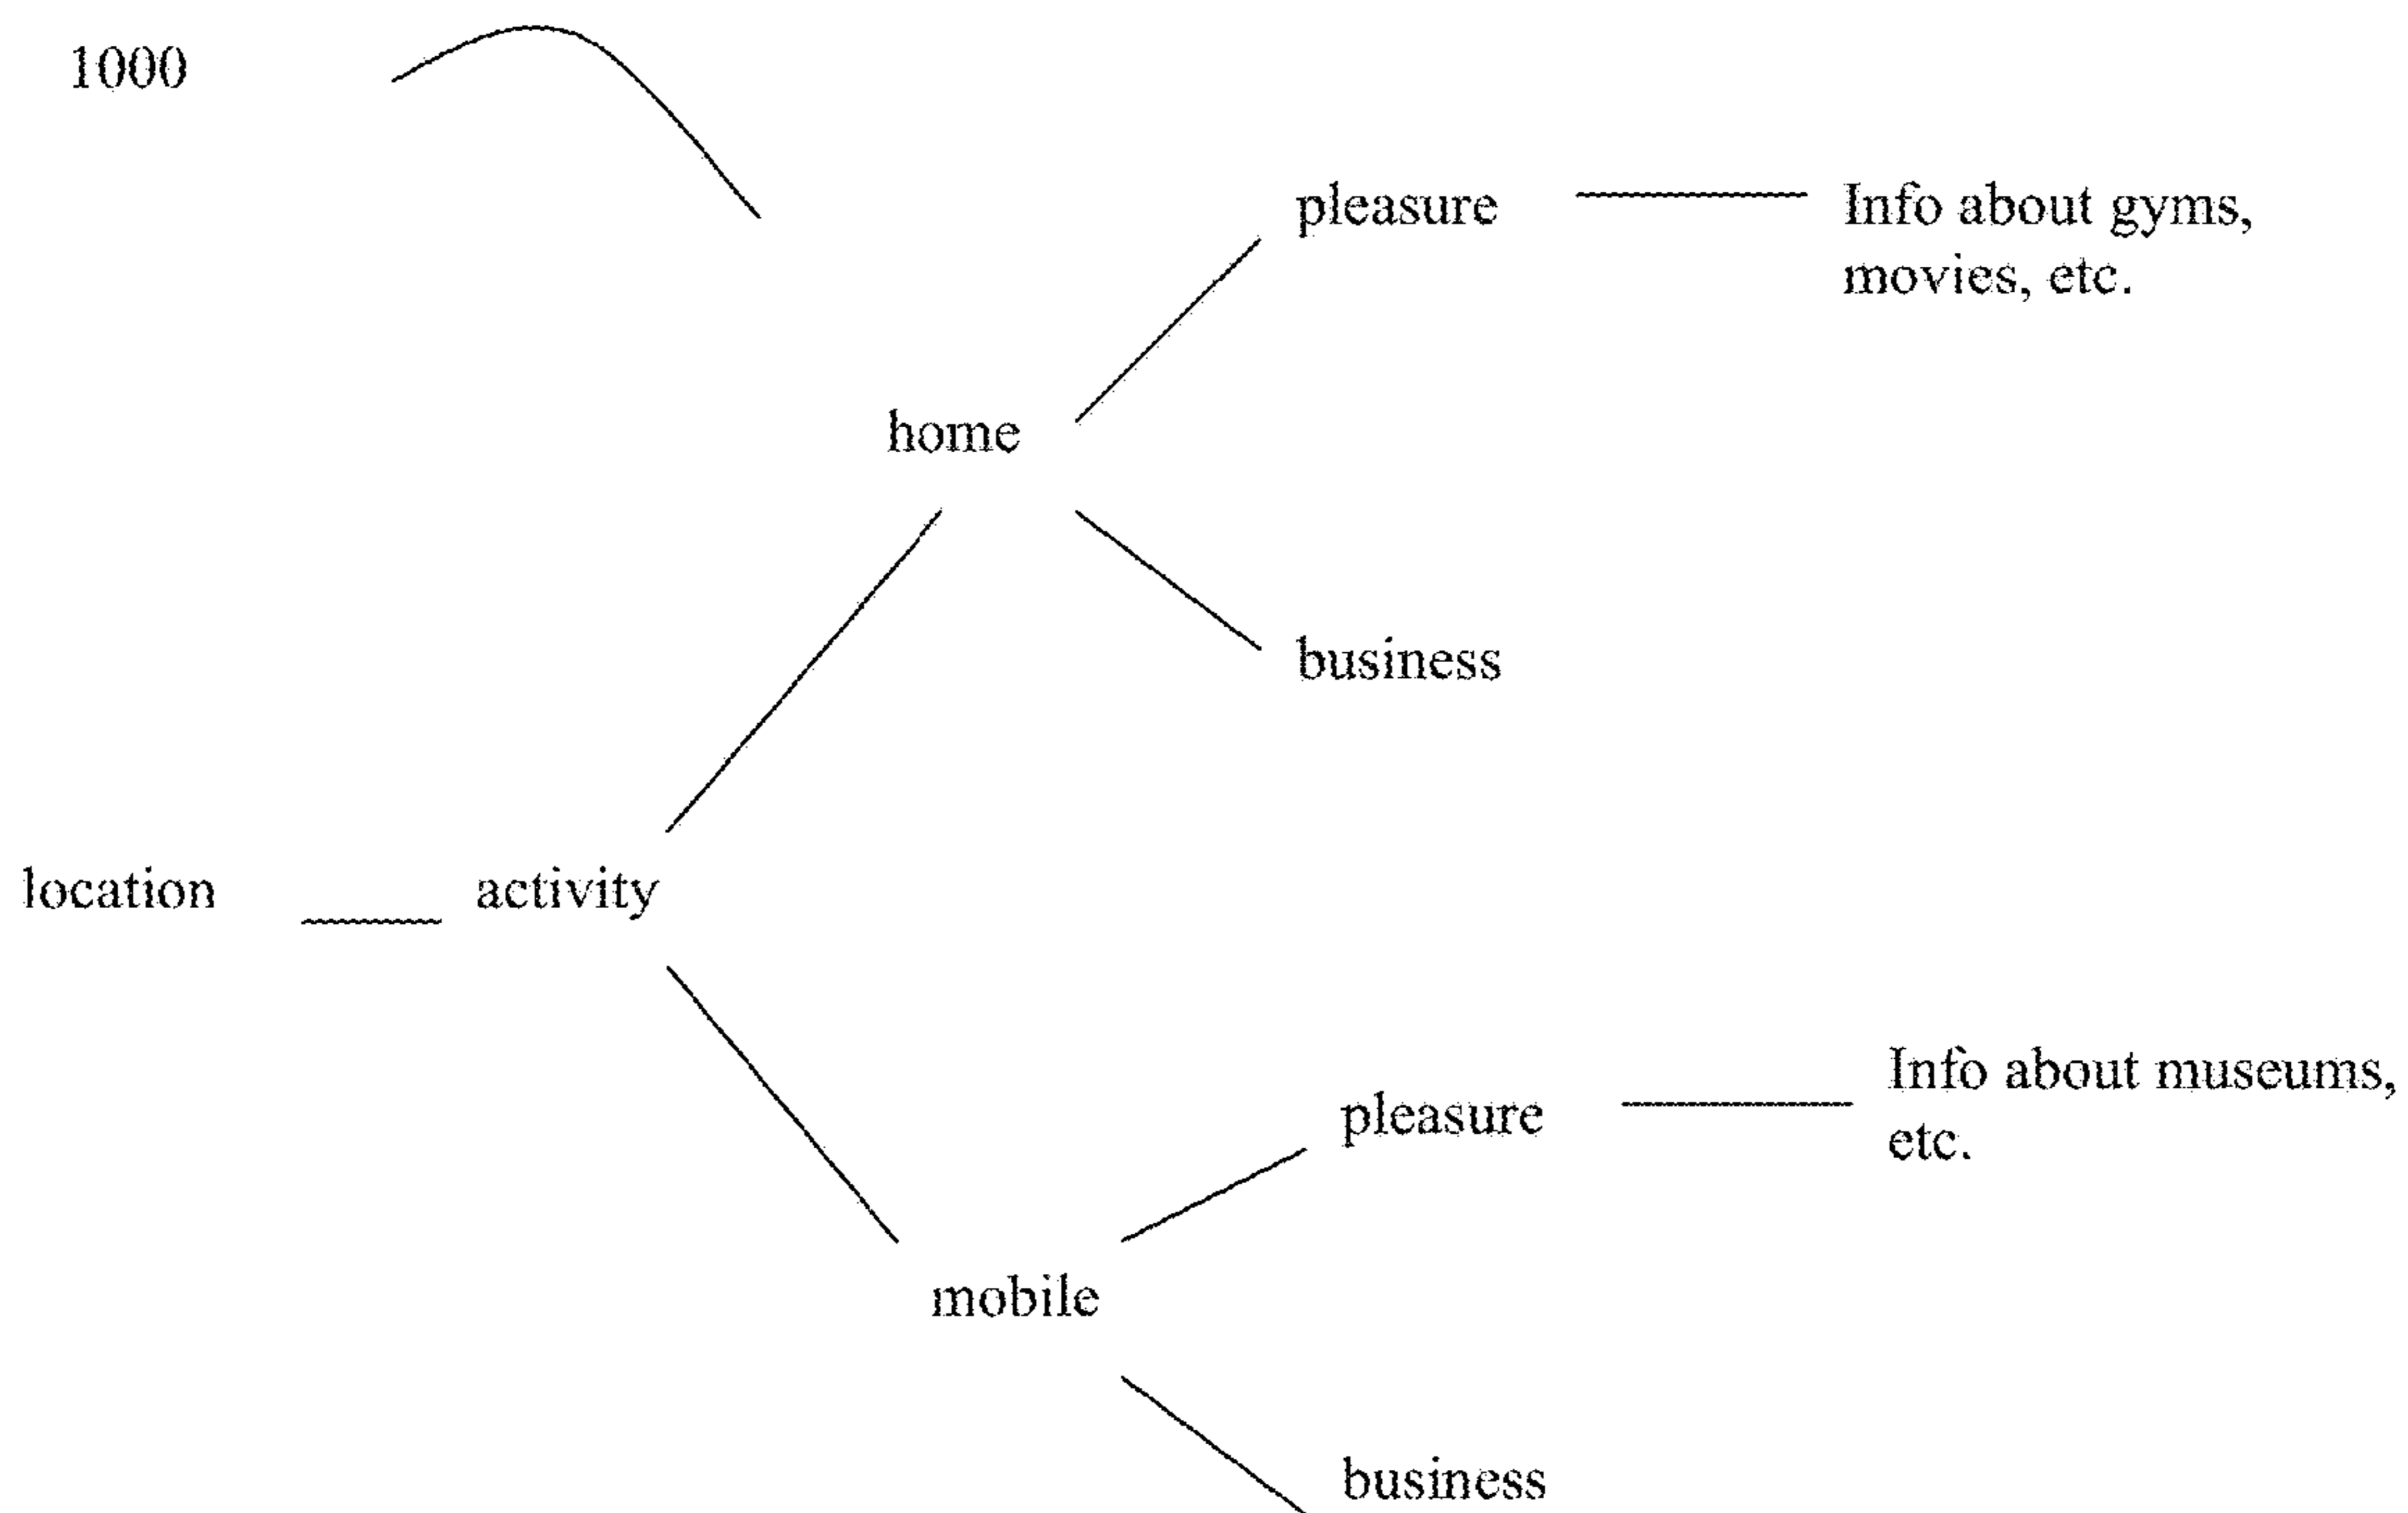 1000
pleasure
Info about gyms,
movies, etc.
home
business
location
activity
pleasure
Info about museums,
etc.
mobile
business